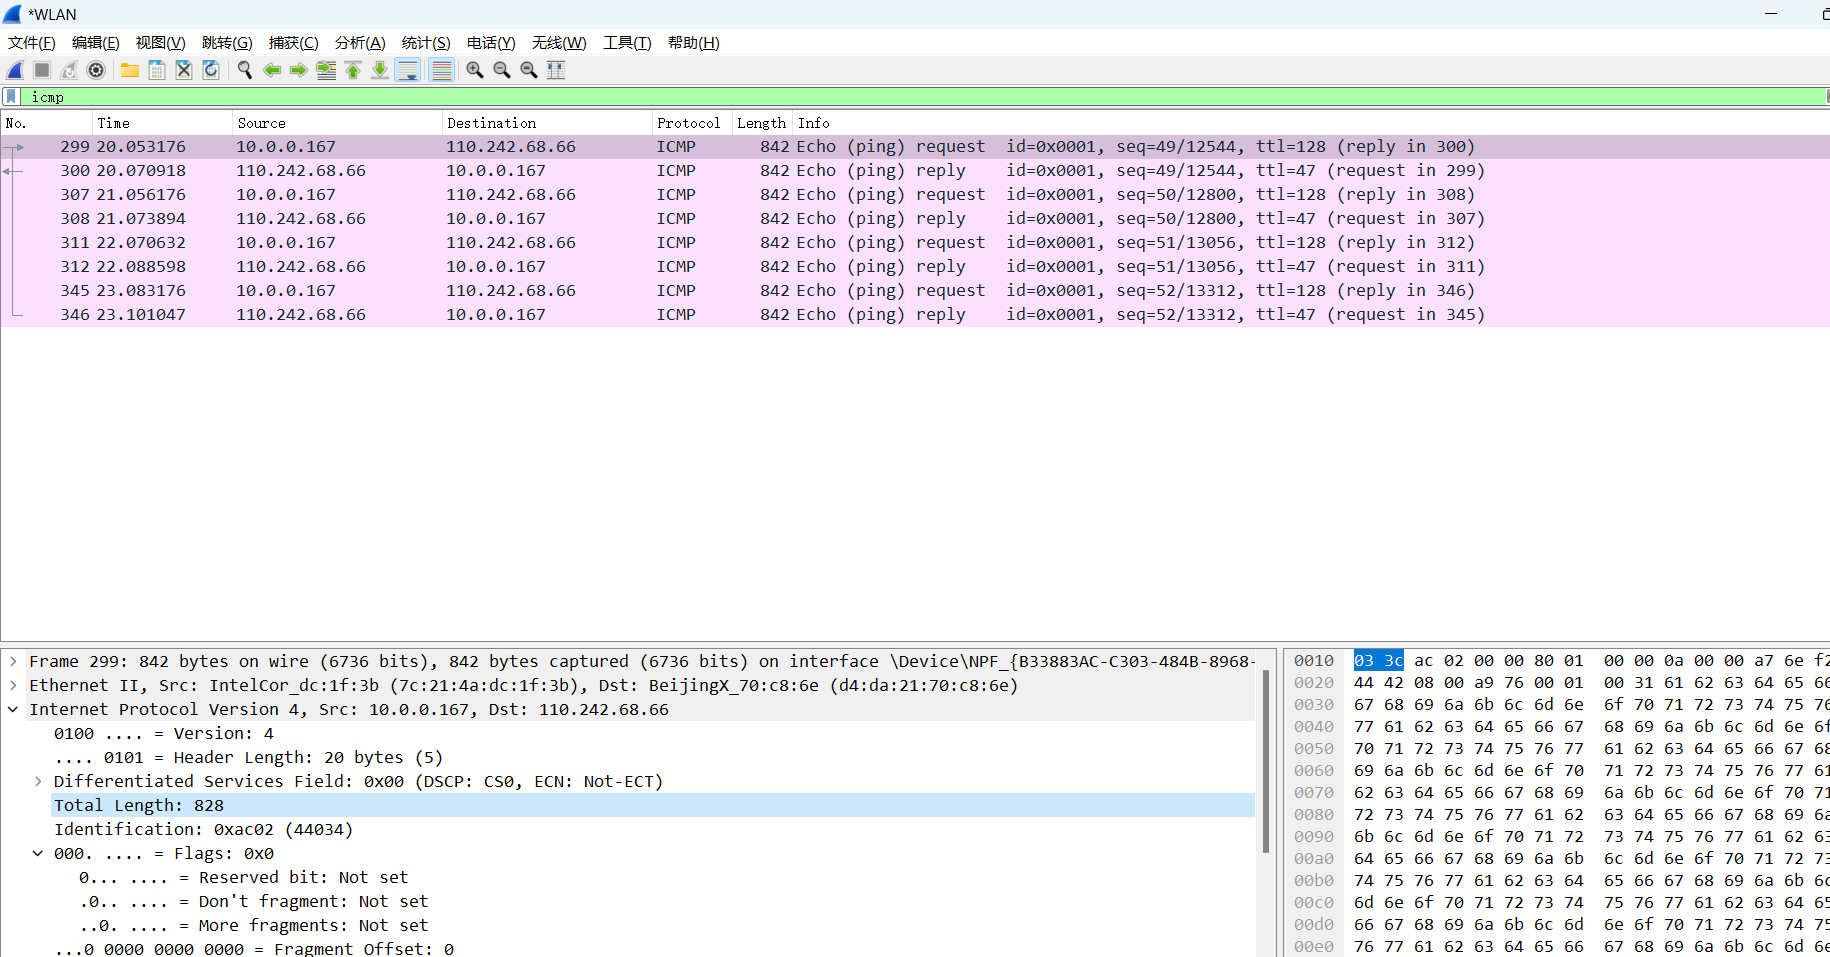 *WLAN
文件(F) 编辑(E) 视图(V) 跳转(G) 捕获(C) 分析(A) 统计(S) 电话(Y) 无线(W) 工具(T) 帮助(H)
icmp
No. Time Source Destination Protocol Length Info
299 20.053176 10.0.0.167 110.242.68.66 ICMP 842 Echo (ping) request id=0x0001, seq=49/12544, ttl=128 (reply in 300)
300 20.070918 110.242.68.66 10.0.0.167 ICMP 842 Echo (ping) reply id=0x0001, seq=49/12544, ttl=47 (request in 299)
307 21.056176 10.0.0.167 110.242.68.66 ICMP 842 Echo (ping) request id=0x0001, seq=50/12800, ttl=128 (reply in 308)
308 21.073894 110.242.68.66 10.0.0.167 ICMP 842 Echo (ping) reply id=0x0001, seq=50/12800, ttl=47 (request in 307)
311 22.070632 10.0.0.167 110.242.68.66 ICMP 842 Echo (ping) request id=0x0001, seq=51/13056, ttl=128 (reply in 312)
312 22.088598 110.242.68.66 10.0.0.167 ICMP 842 Echo (ping) reply id=0x0001, seq=51/13056, ttl=47 (request in 311)
345 23.083176 10.0.0.167 110.242.68.66 ICMP 842 Echo (ping) request id=0x0001, seq=52/13312, ttl=128 (reply in 346)
346 23.101047 110.242.68.66 10.0.0.167 ICMP 842 Echo (ping) reply id=0x0001, seq=52/13312, ttl=47 (request in 345)
Frame 299: 842 bytes on wire (6736 bits), 842 bytes captured (6736 bits) on interface \Device\NPF_{B33883AC-C303-484B-8968-
Ethernet II, Src: IntelCor_dc:1f:3b (7c:21:4a:dc:1f:3b), Dst: BeijingX_70:c8:6e (d4:da:21:70:c8:6e)
Internet Protocol Version 4, Src: 10.0.0.167, Dst: 110.242.68.66
0100 .... = Version: 4
.... 0101 = Header Length: 20 bytes (5)
Differentiated Services Field: 0x00 (DSCP: CS0, ECN: Not-ECT)
Total Length: 828
Identification: 0xac02 (44034)
000. .... = Flags: 0x0
0... .... = Reserved bit: Not set
.0.. .... = Don't fragment: Not set
..0. .... = More fragments: Not set
...0 0000 0000 0000 = Fragment Offset: 0
0010 03 3c ac 02 00 00 80 01 00 00 0a 00 00 a7 6e f2
0020 44 42 08 00 a9 76 00 01 00 31 61 62 63 64 65 66
0030 67 68 69 6a 6b 6c 6d 6e 6f 70 71 72 73 74 75 76
0040 77 61 62 63 64 65 66 67 68 69 6a 6b 6c 6d 6e 6f
0050 70 71 72 73 74 75 76 77 61 62 63 64 65 66 67 68
0060 69 6a 6b 6c 6d 6e 6f 70 71 72 73 74 75 76 77 61
0070 62 63 64 65 66 67 68 69 6a 6b 6c 6d 6e 6f 70 71
0080 72 73 74 75 76 77 61 62 63 64 65 66 67 68 69 6a
0090 6b 6c 6d 6e 6f 70 71 72 73 74 75 76 77 61 62 63
00a0 64 65 66 67 68 69 6a 6b 6c 6d 6e 6f 70 71 72 73
00b0 74 75 76 77 61 62 63 64 65 66 67 68 69 6a 6b 6c
00c0 6d 6e 6f 70 71 72 73 74 75 76 77 61 62 63 64 65
00d0 66 67 68 69 6a 6b 6c 6d 6e 6f 70 71 72 73 74 75
00e0 76 77 61 62 63 64 65 66 67 68 69 6a 6b 6c 6d 6e